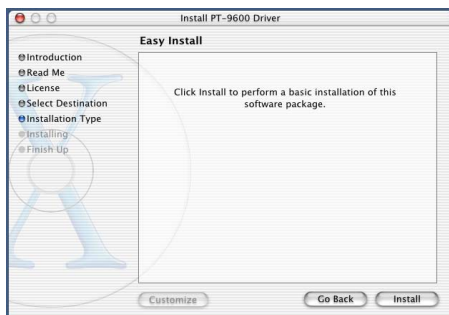 Install PT-9600 Driver
Easy Install
Introduction
Read Me
License
Select Destination
Installation Type
Installing
Finish Up
Click Install to perform a basic installation of this
software package.
Customize
Go Back
Install